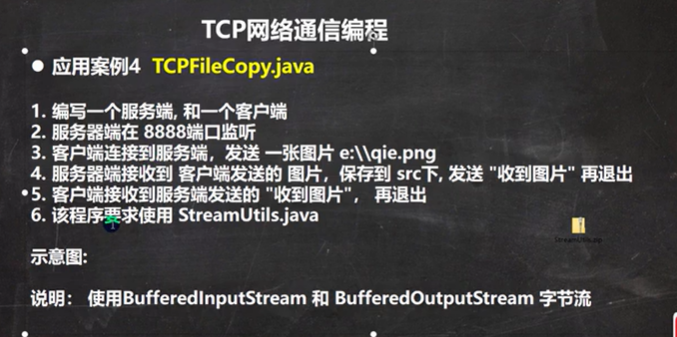 TCP网络通信编程
● 应用案例4 TCPFileCopy.java
1. 编写一个服务端, 和一个客户端
2. 服务器端在 8888端口监听
3. 客户端连接到服务端，发送 一张图片 e:\\qie.png
4. 服务器端接收到 客户端发送的 图片，保存到 src下, 发送 "收到图片" 再退出
5. 客户端接收到服务端发送的 "收到图片"， 再退出
6. 该程序要求使用 StreamUtils.java
StreamUtils.zip
示意图:
说明： 使用BufferedInputStream 和 BufferedOutputStream 字节流